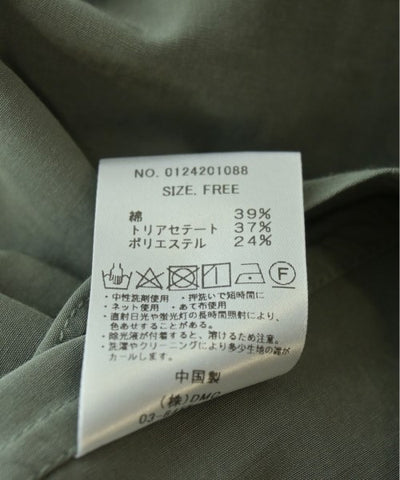 NO. 0124201088
SIZE. FREE
綿 39%
トリアセテート 37%
ポリエステル 24%
F
・中性洗剤使用 ・押洗いで短時間に
・ネット使用 ・あて布使用
・直射日光や蛍光灯の長時間照射により、
色あせすることがあります。
・除光液が付着すると、溶けるため注意。
・洗濯やクリーニングにより多少生地の端が
カールします。
中国製
(株)DMC
03-5